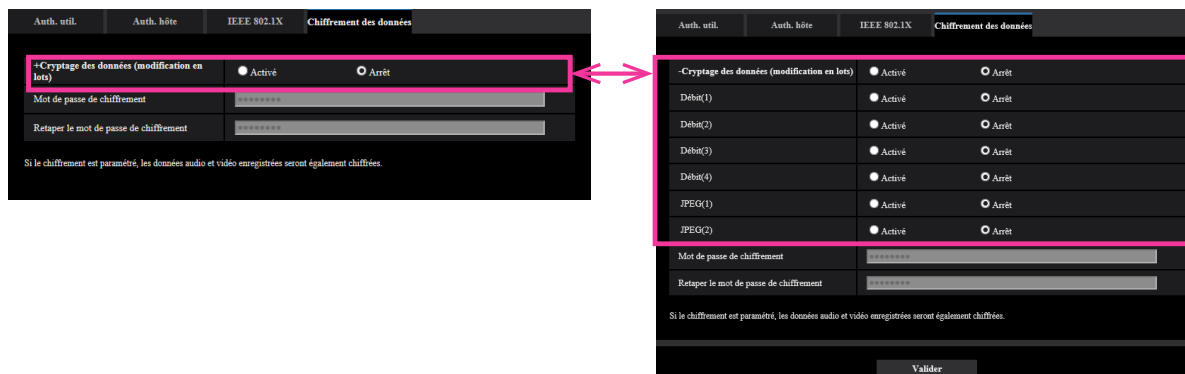 Auth. util. Auth. hôte IEEE 802.1X Chiffrement des données
+Cryptage des données (modification en
lots)
Activé Arrêt
Mot de passe de chiffrement ••••••••
Retaper le mot de passe de chiffrement ••••••••
Si le chiffrement est paramétré, les données audio et vidéo enregistrées seront également chiffrées.
Auth. util. Auth. hôte IEEE 802.1X Chiffrement des données
-Cryptage des données (modification en lots) Activé Arrêt
Débit(1) Activé Arrêt
Débit(2) Activé Arrêt
Débit(3) Activé Arrêt
Débit(4) Activé Arrêt
JPEG(1) Activé Arrêt
JPEG(2) Activé Arrêt
Mot de passe de chiffrement ••••••••
Retaper le mot de passe de chiffrement ••••••••
Si le chiffrement est paramétré, les données audio et vidéo enregistrées seront également chiffrées.
Valider